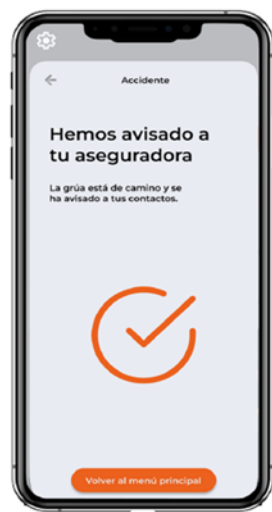 Accidente
Hemos avisado a
tu aseguradora
La grúa está de camino y se
ha avisado a tus contactos.
Volver al menú principal